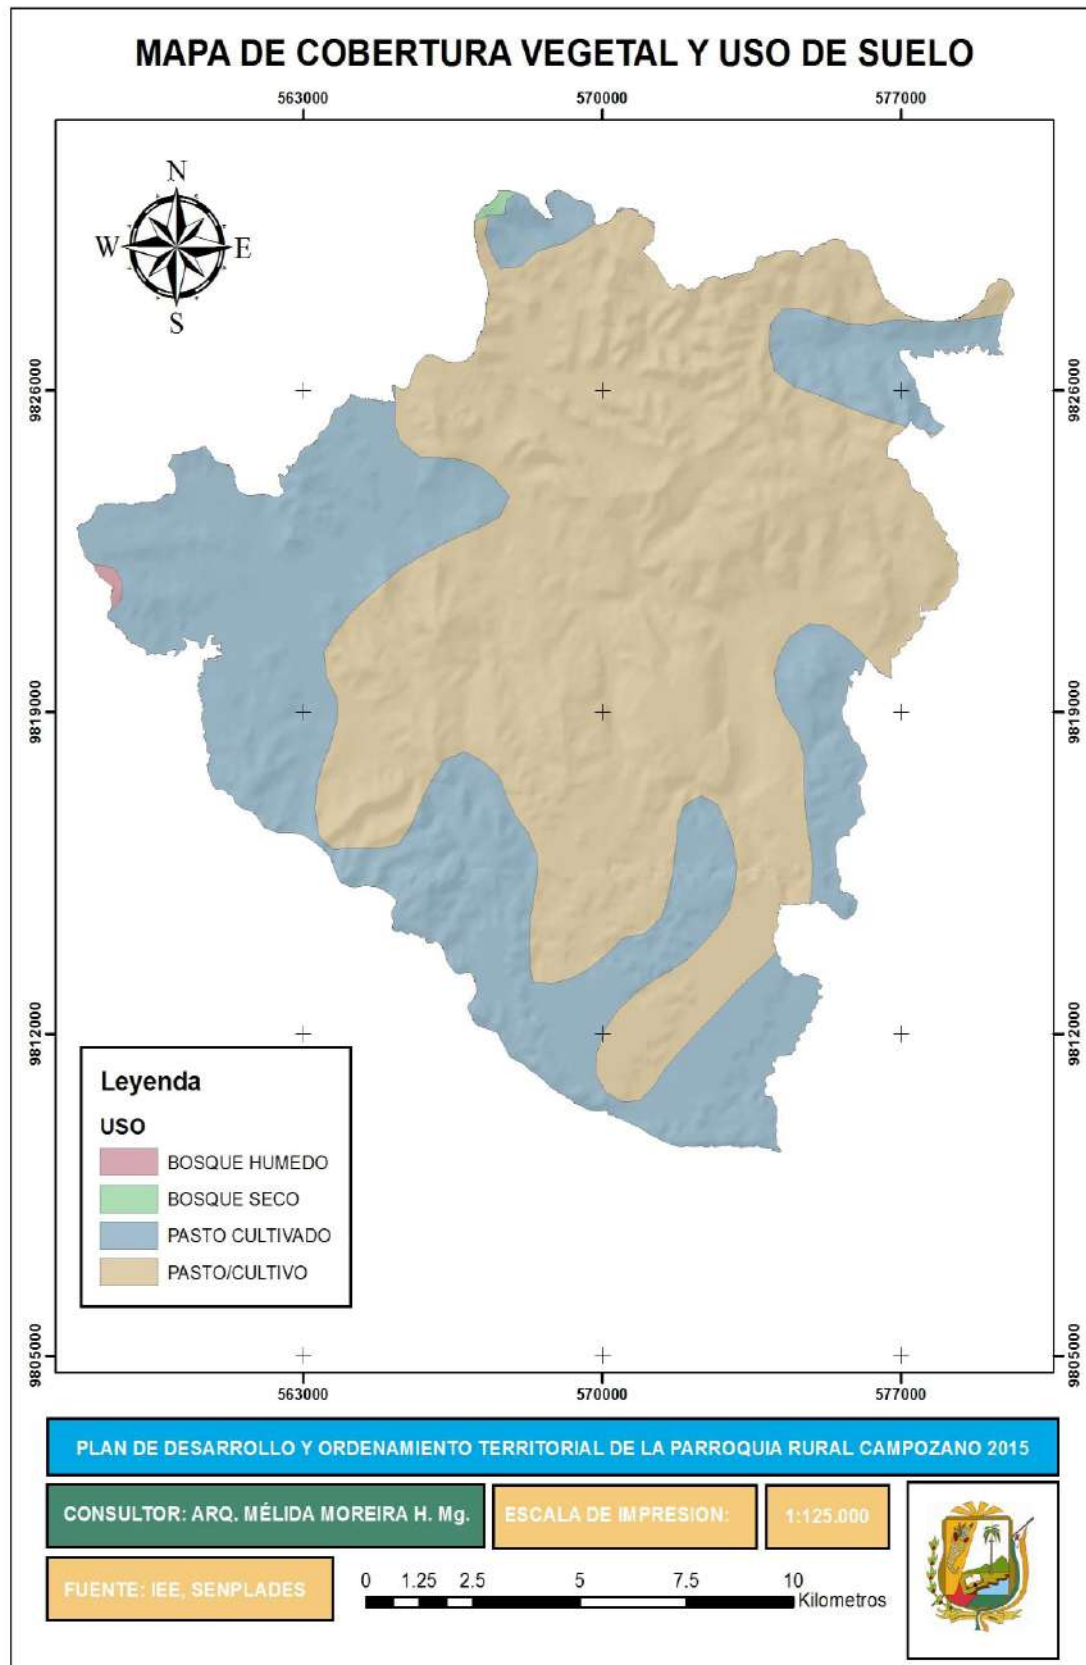 MAPA DE COBERTURA VEGETAL Y USO DE SUELO
563000 570000 577000
N
W E
S
9826000 9826000
9819000 9819000
9812000 9812000
9805000 9805000
Leyenda
USO
BOSQUE HUMEDO
BOSQUE SECO
PASTO CULTIVADO
PASTO/CULTIVO
563000 570000 577000
PLAN DE DESARROLLO Y ORDENAMIENTO TERRITORIAL DE LA PARROQUIA RURAL CAMPOZANO 2015
CONSULTOR: ARQ. MÉLIDA MOREIRA H. Mg. ESCALA DE IMPRESION: 1:125.000
FUENTE: IEE, SENPLADES
0 1.25 2.5 5 7.5 10
Kilometros